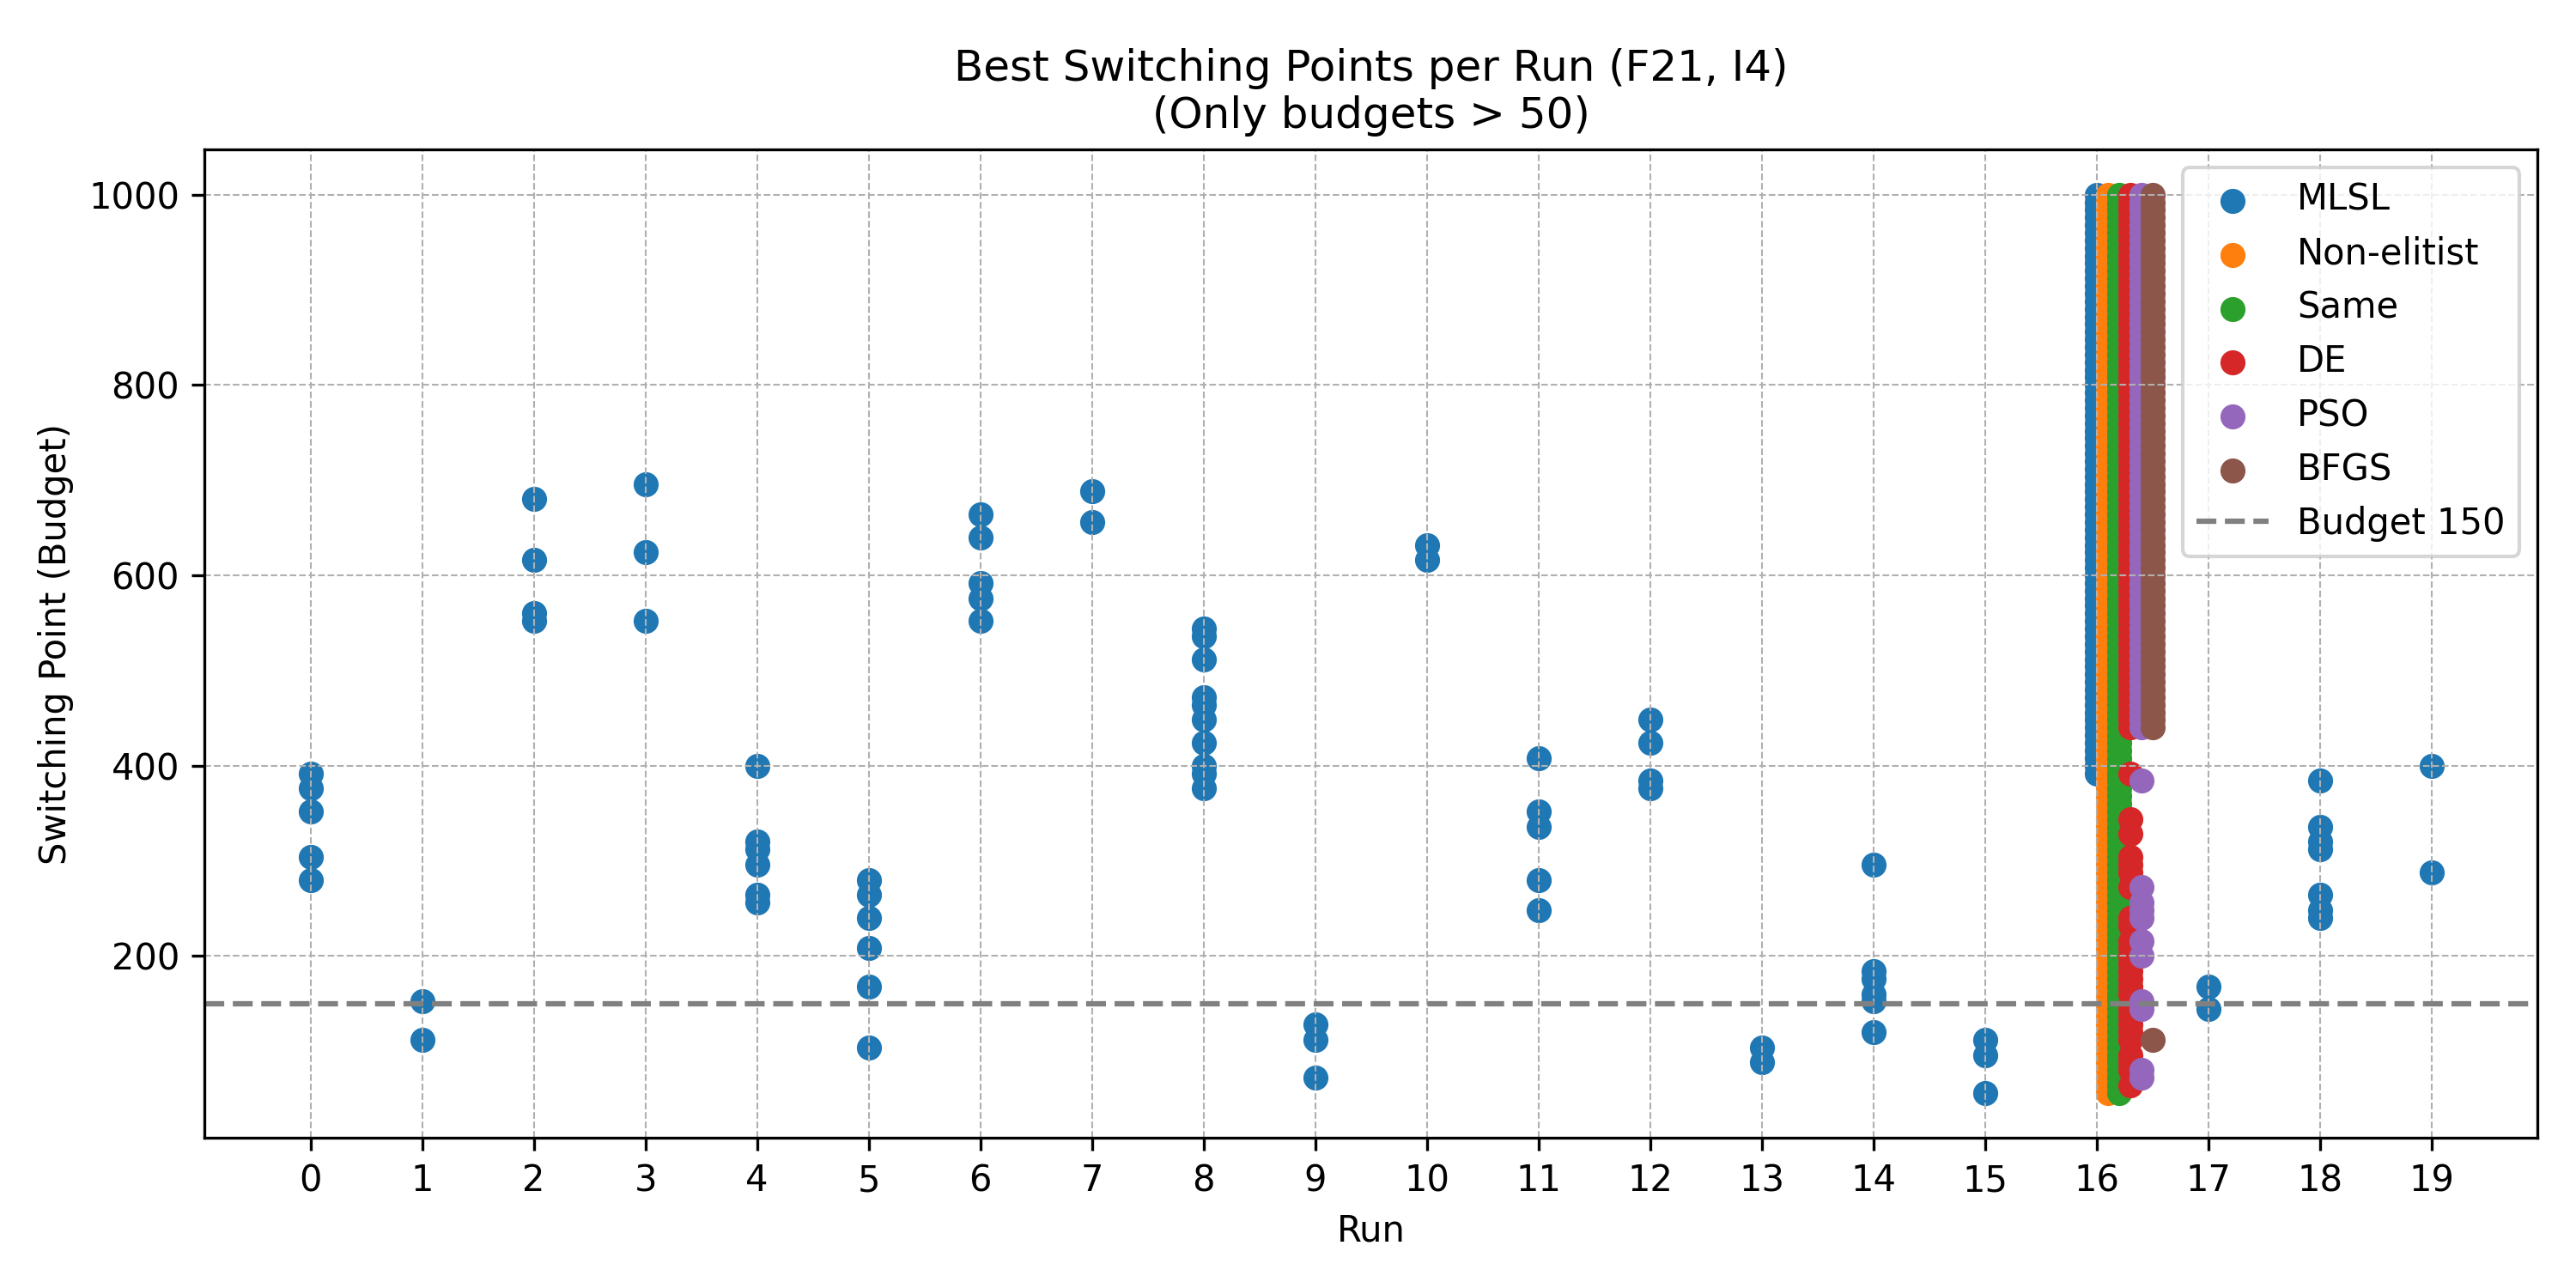 Best Switching Points per Run (F21, I4)
(Only budgets > 50)
Switching Point (Budget)
1000
800
600
400
200
0 1 2 3 4 5 6 7 8 9 10 11 12 13 14 15 16 17 18 19
Run
MLSL
Non-elitist
Same
DE
PSO
BFGS
Budget 150